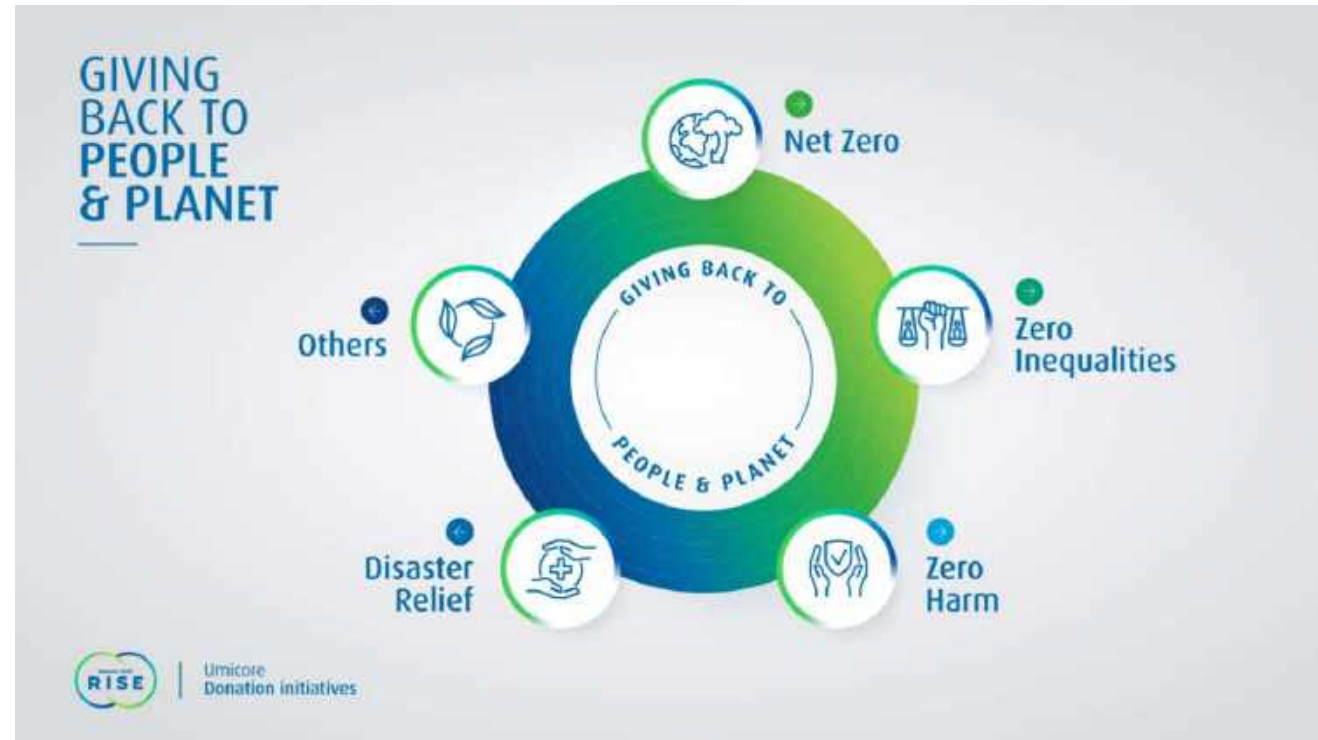 GIVING
BACK TO
PEOPLE
& PLANET
Net Zero
Zero
Inequalities
Zero
Harm
Disaster
Relief
Others
GIVING BACK TO
PEOPLE & PLANET
RISE
Umicore
Donation initiatives